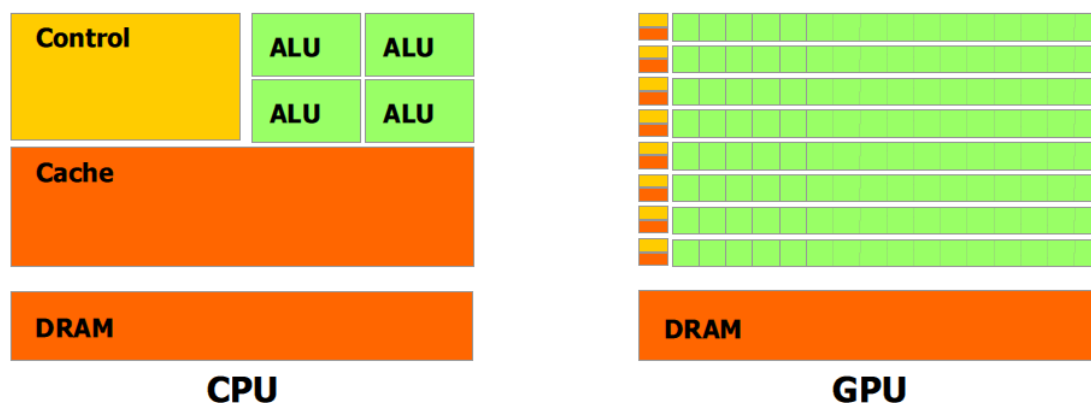 Control
ALU
ALU
ALU
ALU
Cache
DRAM
CPU
DRAM
GPU